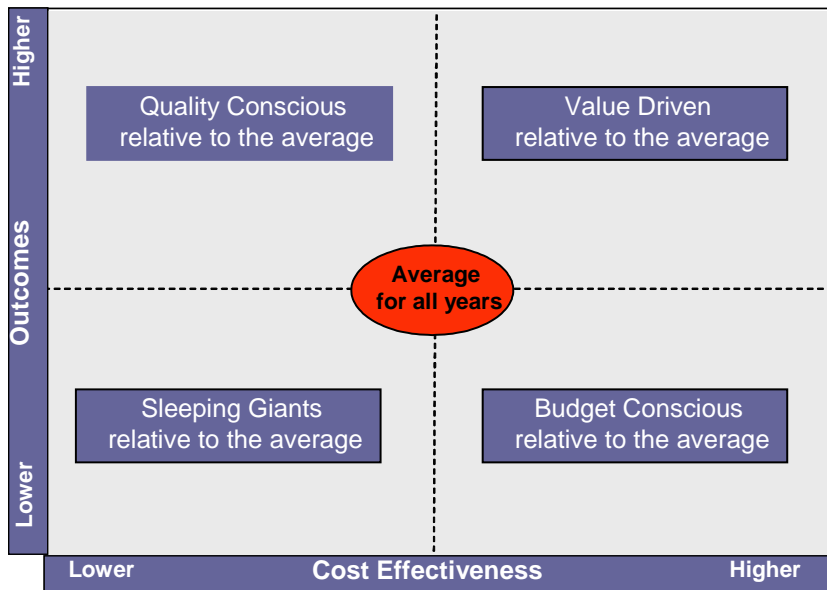 Higher
Quality Conscious
relative to the average
Value Driven
relative to the average
Outcomes
Average
for all years
Sleeping Giants
relative to the average
Budget Conscious
relative to the average
Lower
Lower
Cost Effectiveness
Higher